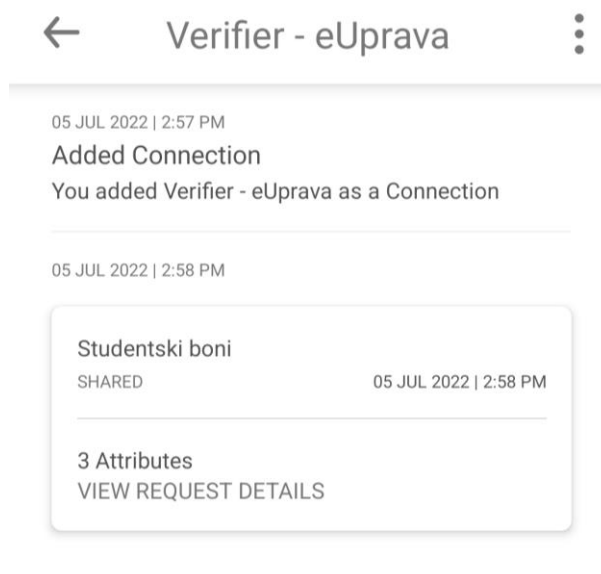 Verifier - eUprava
05 JUL 2022 | 2:57 PM
Added Connection
You added Verifier - eUprava as a Connection
05 JUL 2022 | 2:58 PM
Studentski boni
SHARED 05 JUL 2022 | 2:58 PM
3 Attributes
VIEW REQUEST DETAILS